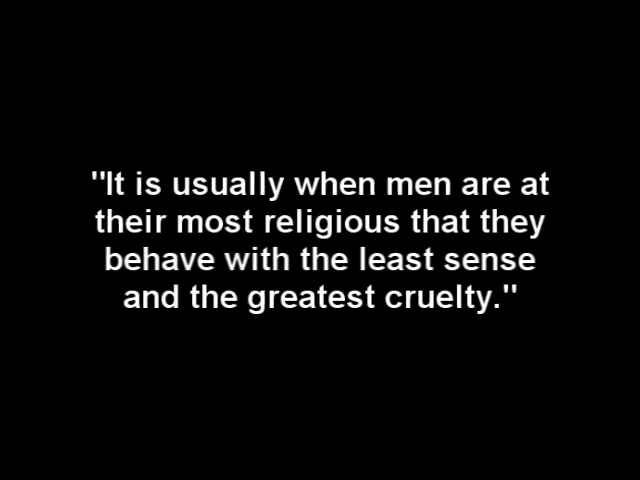 "It is usually when men are at
their most religious that they
behave with the least sense
and the greatest cruelty."